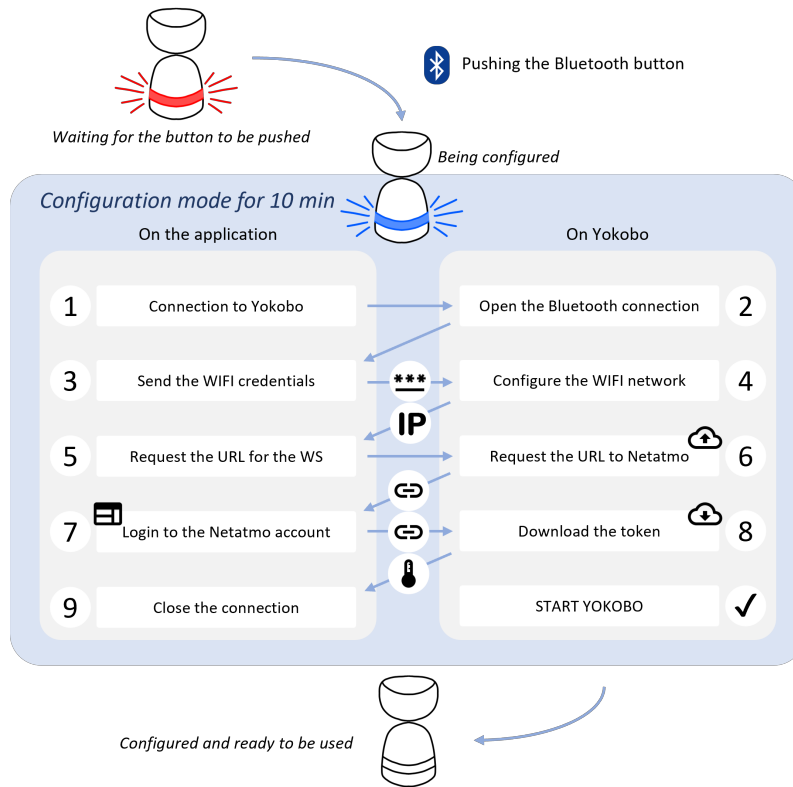 Pushing the Bluetooth button
Waiting for the button to be pushed
Being configured
Configuration mode for 10 min
On the application
On Yokobo
1
Connection to Yokobo
Open the Bluetooth connection
2
3
Send the WIFI credentials
***
Configure the WIFI network
4
IP
5
Request the URL for the WS
Request the URL to Netatmo
6
7
Login to the Netatmo account
Download the token
8
9
Close the connection
START YOKOBO
Configured and ready to be used